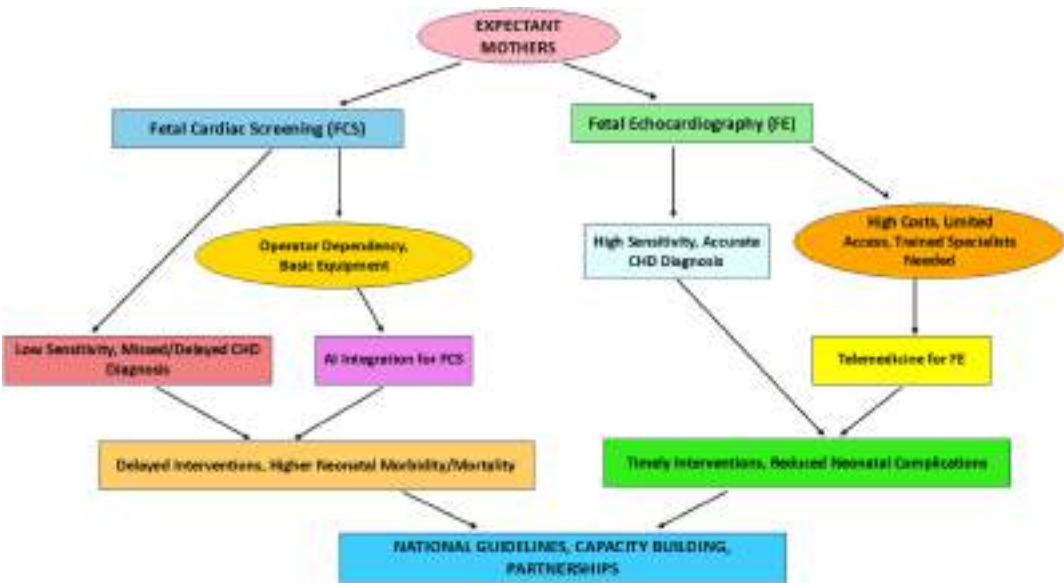 EXPECTANT
MOTHERS
Fetal Cardiac Screening (FCS)
Fetal Echocardiography (FE)
Operator Dependency,
Basic Equipment
High Sensitivity, Accurate
CHD Diagnosis
High Costs, Limited
Access, Trained Specialists
Needed
Low Sensitivity, Missed/Delayed CHD
Diagnosis
AI Integration for FCS
Telemedicine for FE
Delayed Interventions, Higher Neonatal Morbidity/Mortality
Timely Interventions, Reduced Neonatal Complications
NATIONAL GUIDELINES, CAPACITY BUILDING,
PARTNERSHIPS